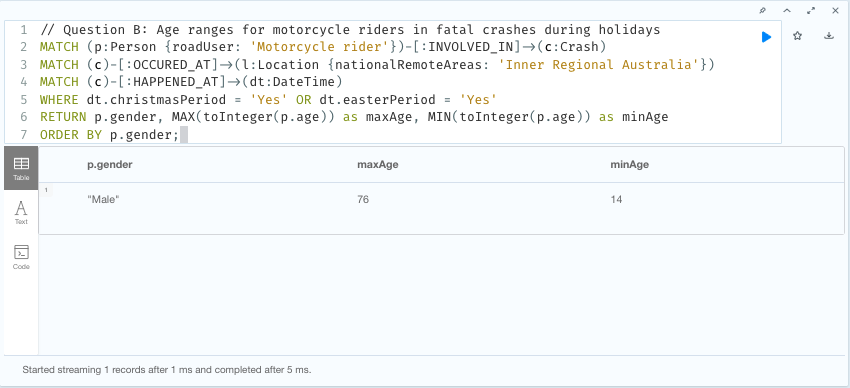 1 // Question B: Age ranges for motorcycle riders in fatal crashes during holidays
2 MATCH (p:Person {roadUser: 'Motorcycle rider'})-[:INVOLVED_IN]->(c:Crash)
3 MATCH (c)-[:OCCURED_AT]->(l:Location {nationalRemoteAreas: 'Inner Regional Australia'})
4 MATCH (c)-[:HAPPENED_AT]->(dt:DateTime)
5 WHERE dt.christmasPeriod = 'Yes' OR dt.easterPeriod = 'Yes'
6 RETURN p.gender, MAX(toInteger(p.age)) as maxAge, MIN(toInteger(p.age)) as minAge
7 ORDER BY p.gender;
Table
Text
Code
p.gender maxAge minAge
1 "Male" 76 14
Started streaming 1 records after 1 ms and completed after 5 ms.